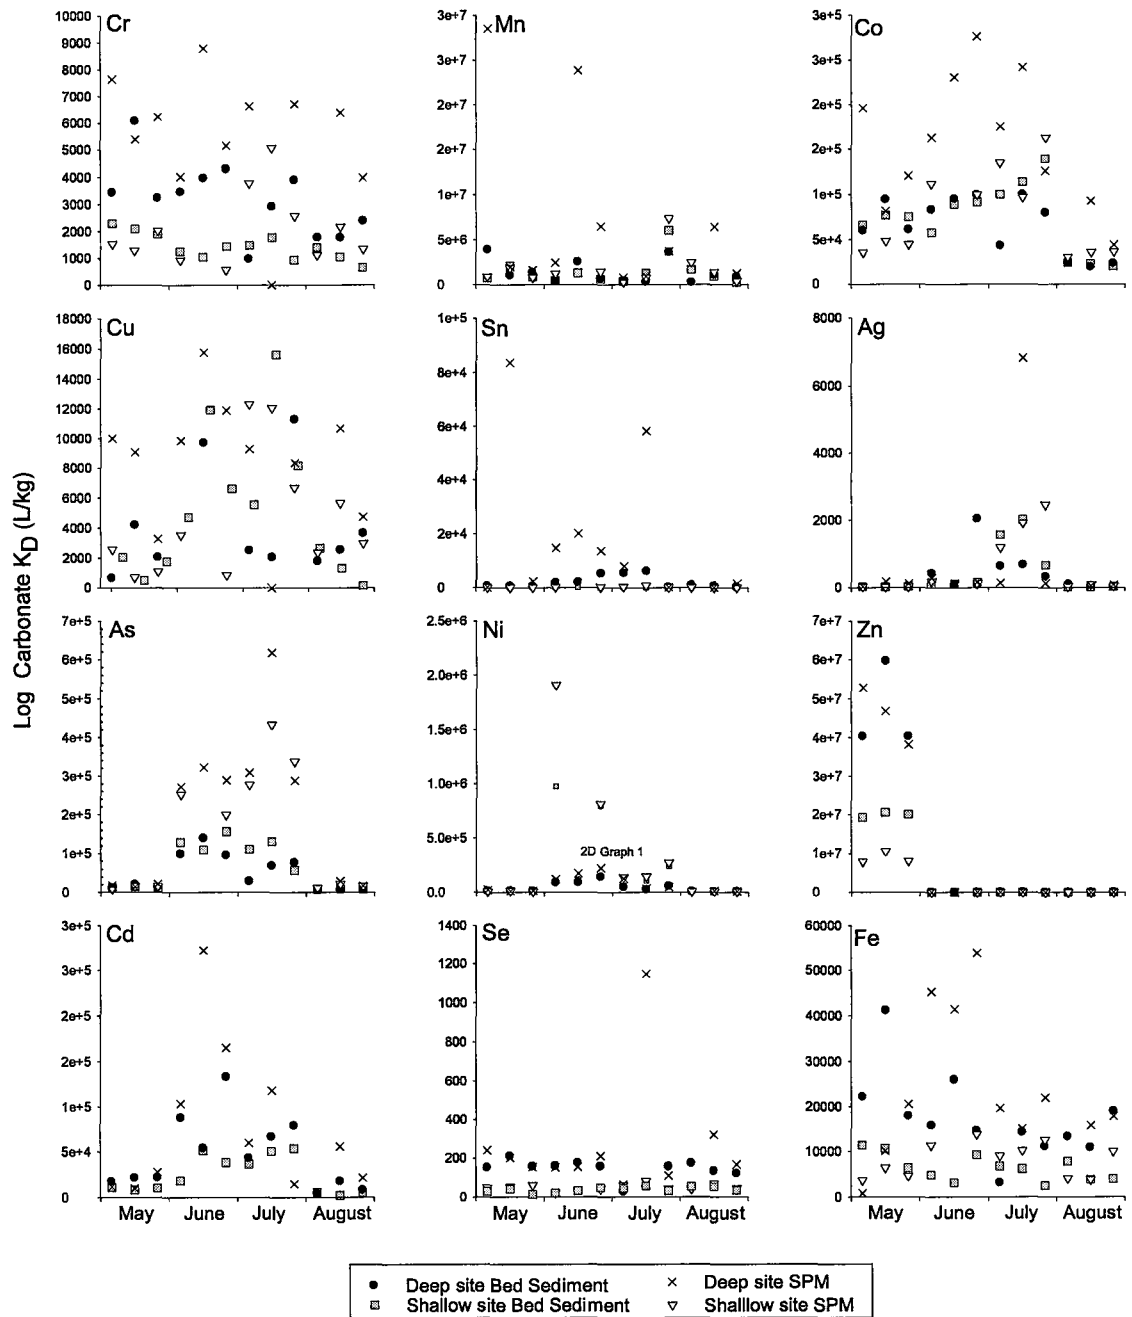 Cr
10000
9000
8000
7000
6000
5000
4000
3000
2000
1000
0
Mn
3e+7
3e+7
2e+7
2e+7
1e+7
5e+6
0
Co
3e+5
3e+5
2e+5
2e+5
1e+5
5e+4
0
Cu
18000
16000
14000
12000
10000
8000
6000
4000
2000
0
Sn
1e+5
8e+4
6e+4
4e+4
2e+4
0
Ag
8000
6000
4000
2000
0
Log Carbonate KD (L/kg)
As
7e+5
6e+5
5e+5
4e+5
3e+5
2e+5
1e+5
0
Ni
2.5e+6
2.0e+6
1.5e+6
1.0e+6
5.0e+5
0.0
2D Graph 1
Zn
7e+7
6e+7
5e+7
4e+7
3e+7
2e+7
1e+7
0
Cd
3e+5
3e+5
2e+5
2e+5
1e+5
5e+4
0
May June July August
Se
1400
1200
1000
800
600
400
200
0
May June July August
Fe
60000
50000
40000
30000
20000
10000
0
May June July August
Deep site Bed Sediment
Deep site SPM
Shallow site Bed Sediment
Shalllow site SPM